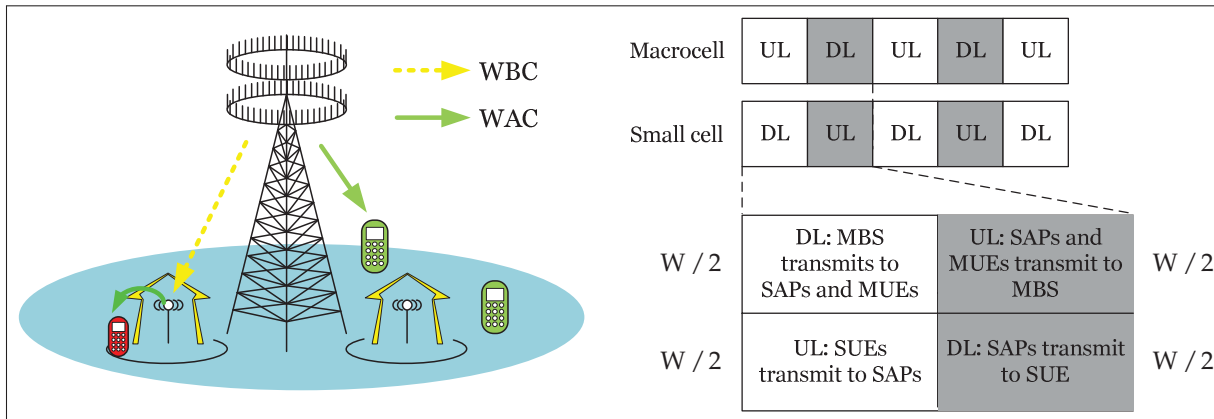 WBC
WAC
Macrocell
UL DL UL DL UL
Small cell
DL UL DL UL DL
W / 2
DL: MBS
transmits to
SAPs and MUEs
UL: SAPs and
MUEs transmit to
MBS
W / 2
W / 2
UL: SUEs
transmit to SAPs
DL: SAPs transmit
to SUE
W / 2